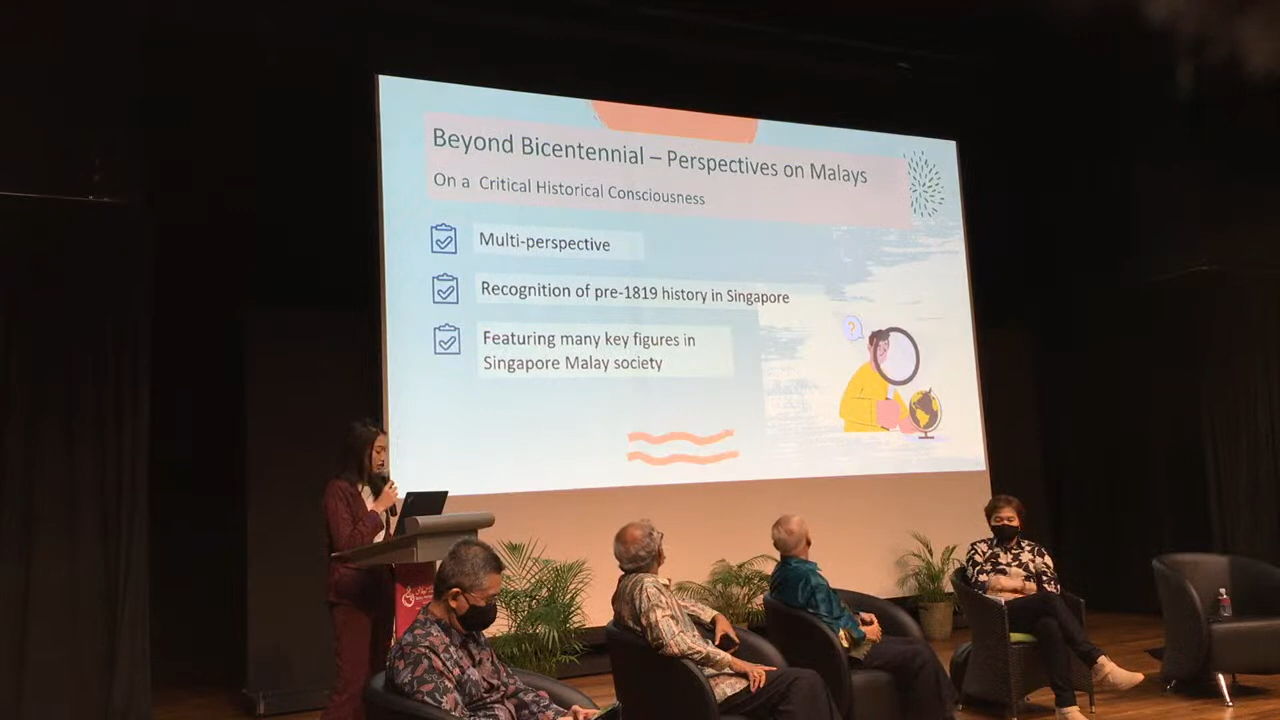 Beyond Bicentennial – Perspectives on Malays
On a Critical Historical Consciousness
Multi-perspective
Recognition of pre-1819 history in Singapore
Featuring many key figures in
Singapore Malay society
?